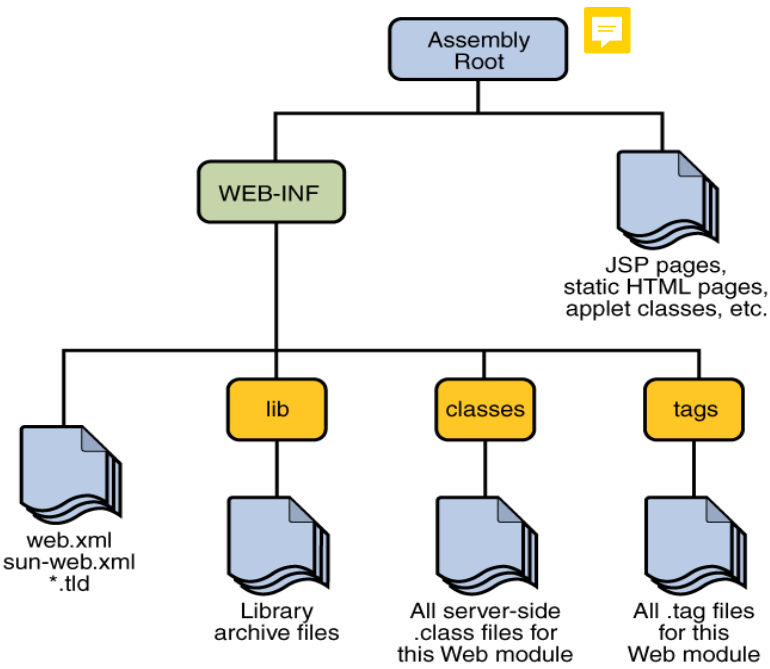 Assembly
Root
WEB-INF
JSP pages,
static HTML pages,
applet classes, etc.
lib
classes
tags
web.xml
sun-web.xml
*.tld
Library
archive files
All server-side
.class files for
this Web module
All .tag files
for this
Web module